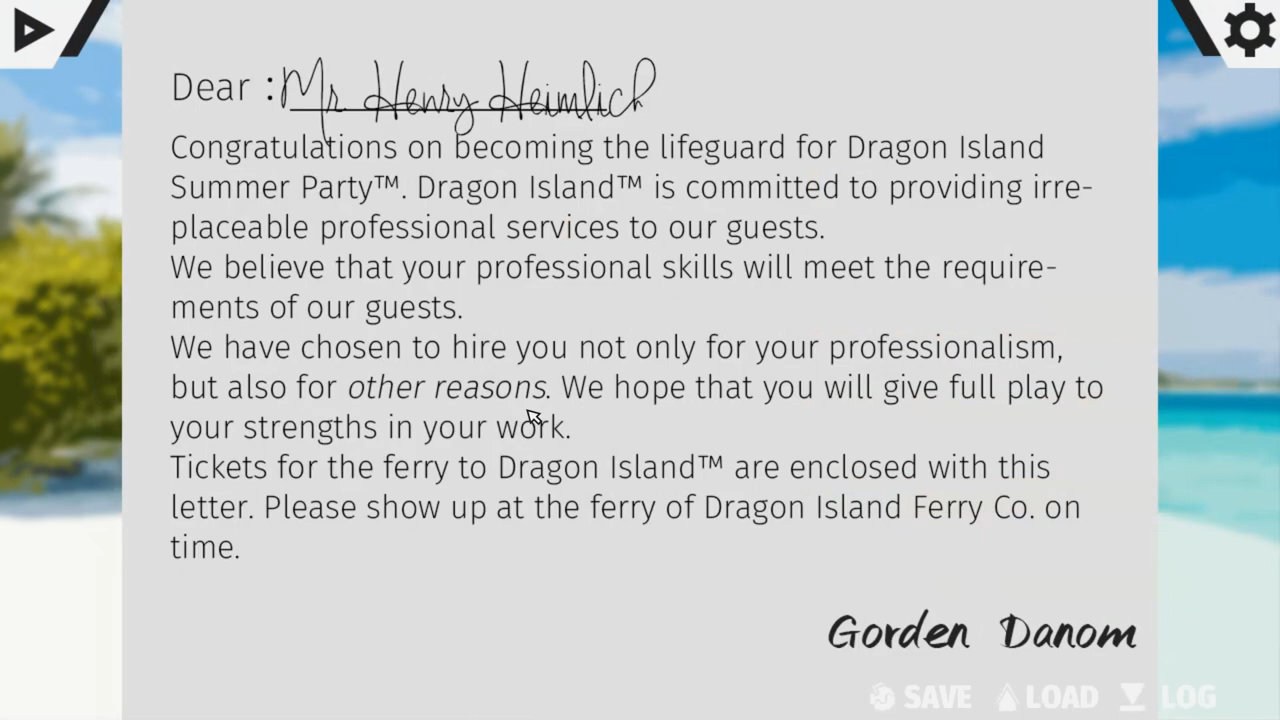 Dear : Mr Henry Heimlich
Congratulations on becoming the lifeguard for Dragon Island
Summer Party™. Dragon Island™ is committed to providing irre-
placeable professional services to our guests.
We believe that your professional skills will meet the require-
ments of our guests.
We have chosen to hire you not only for your professionalism,
but also for other reasons. We hope that you will give full play to
your strengths in your work.
Tickets for the ferry to Dragon Island™ are enclosed with this
letter. Please show up at the ferry of Dragon Island Ferry Co. on
time.
Gorden Danom
SAVE LOAD LOG